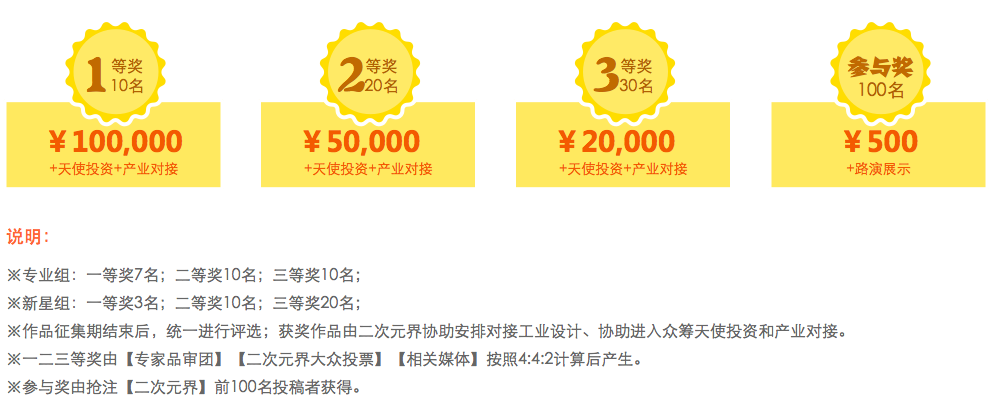 1等奖
10名
¥100,000
+天使投资+产业对接
2等奖
20名
¥50,000
+天使投资+产业对接
3等奖
30名
¥20,000
+天使投资+产业对接
参与奖
100名
¥500
+路演展示
说明：
※专业组：一等奖7名；二等奖10名；三等奖10名；
※新星组：一等奖3名；二等奖10名；三等奖20名；
※作品征集期结束后，统一进行评选；获奖作品由二次元界协助安排对接工业设计、协助进入众筹天使投资和产业对接。
※一二三等奖由【专家品审团】【二次元界大众投票】【相关媒体】按照4:4:2计算后产生。
※参与奖由抢注【二次元界】前100名投稿者获得。